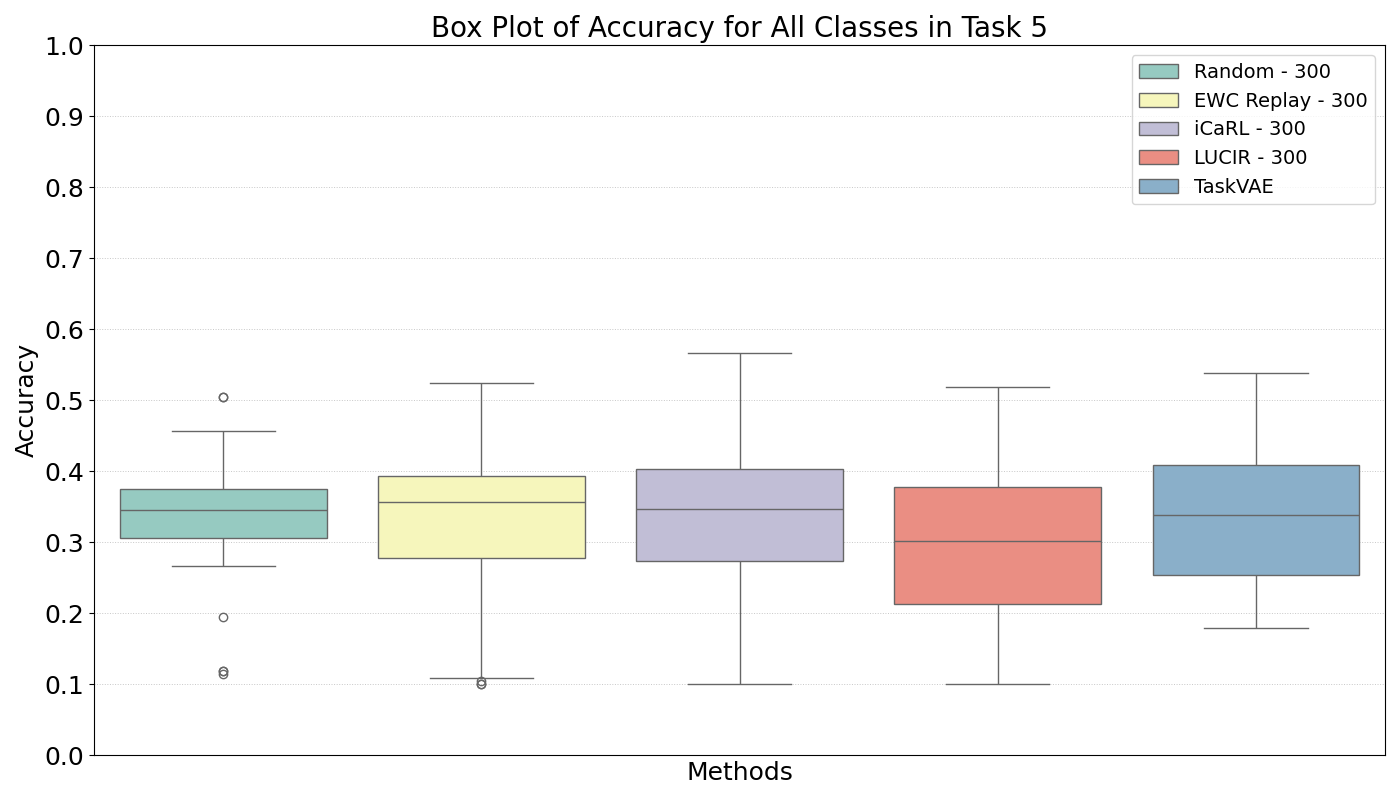 Box Plot of Accuracy for All Classes in Task 5
1.0
0.9
0.8
0.7
0.6
0.5
0.4
0.3
0.2
0.1
0.0
Accuracy
Methods
Random - 300
EWC Replay - 300
iCaRL - 300
LUCIR - 300
TaskVAE